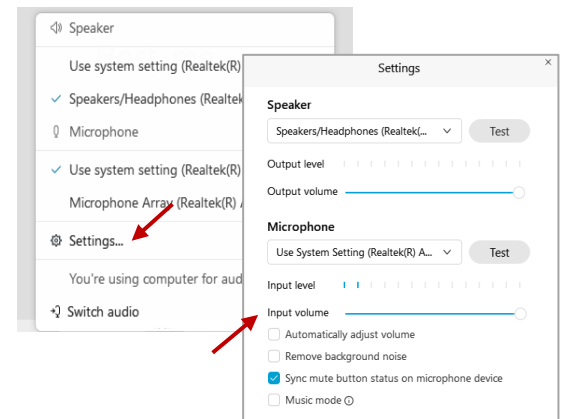 Speaker
Use system setting (Realtek(R)
Speakers/Headphones (Realtek
Microphone
Use system setting (Realtek(R)
Microphone Array (Realtek(R) A
Settings...
You're using computer for aud
Switch audio
Settings
Speaker
Speakers/Headphones (Realtek(...
Test
Output level
Output volume
Microphone
Use System Setting (Realtek(R) A...
Test
Input level
Input volume
Automatically adjust volume
Remove background noise
Sync mute button status on microphone device
Music mode